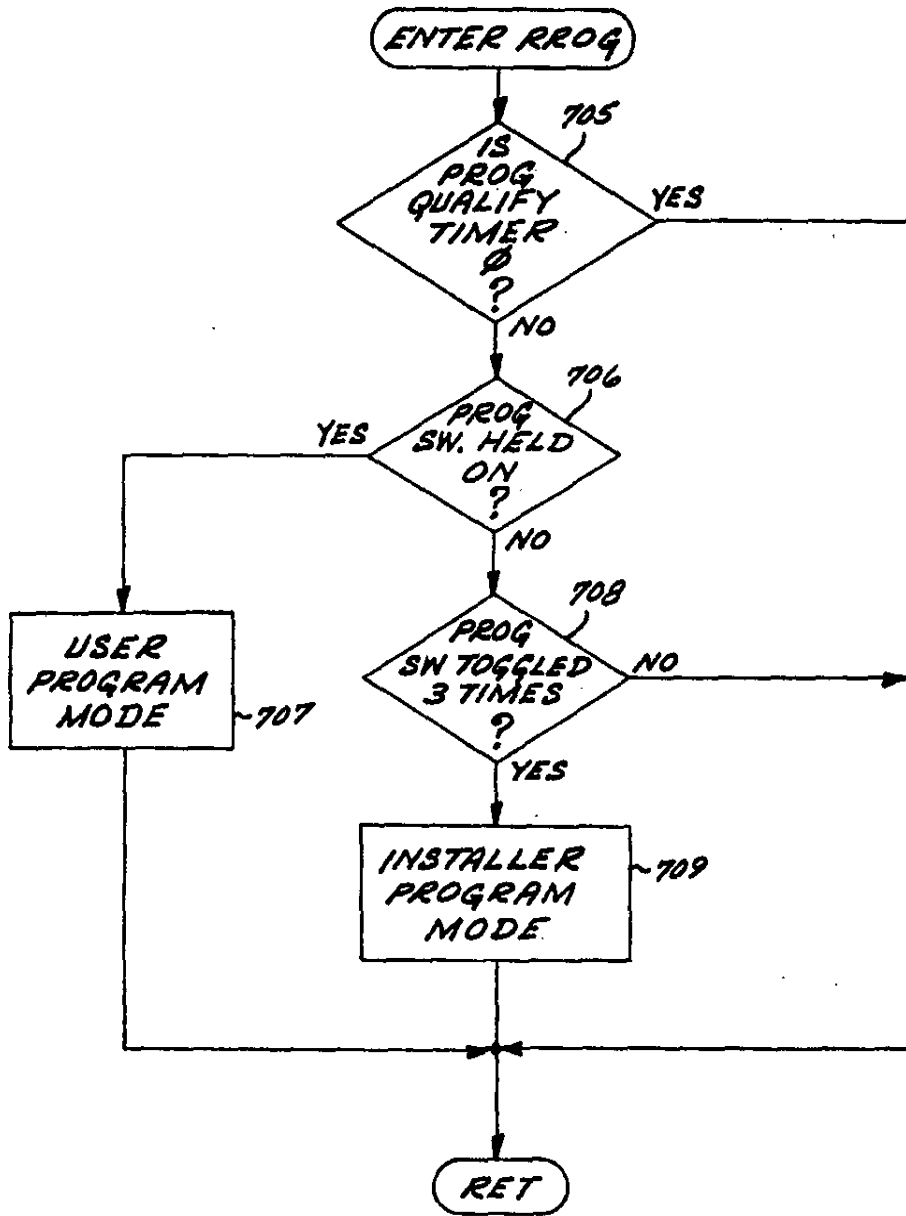 ENTER RROG
705
IS
PROG
QUALIFY
TIMER
Ø
?
YES
NO
706
PROG
SW. HELD
ON
?
YES
NO
708
PROG
SW TOGGLED
3 TIMES
?
NO
YES
USER
PROGRAM
MODE
707
INSTALLER
PROGRAM
MODE
709
RET